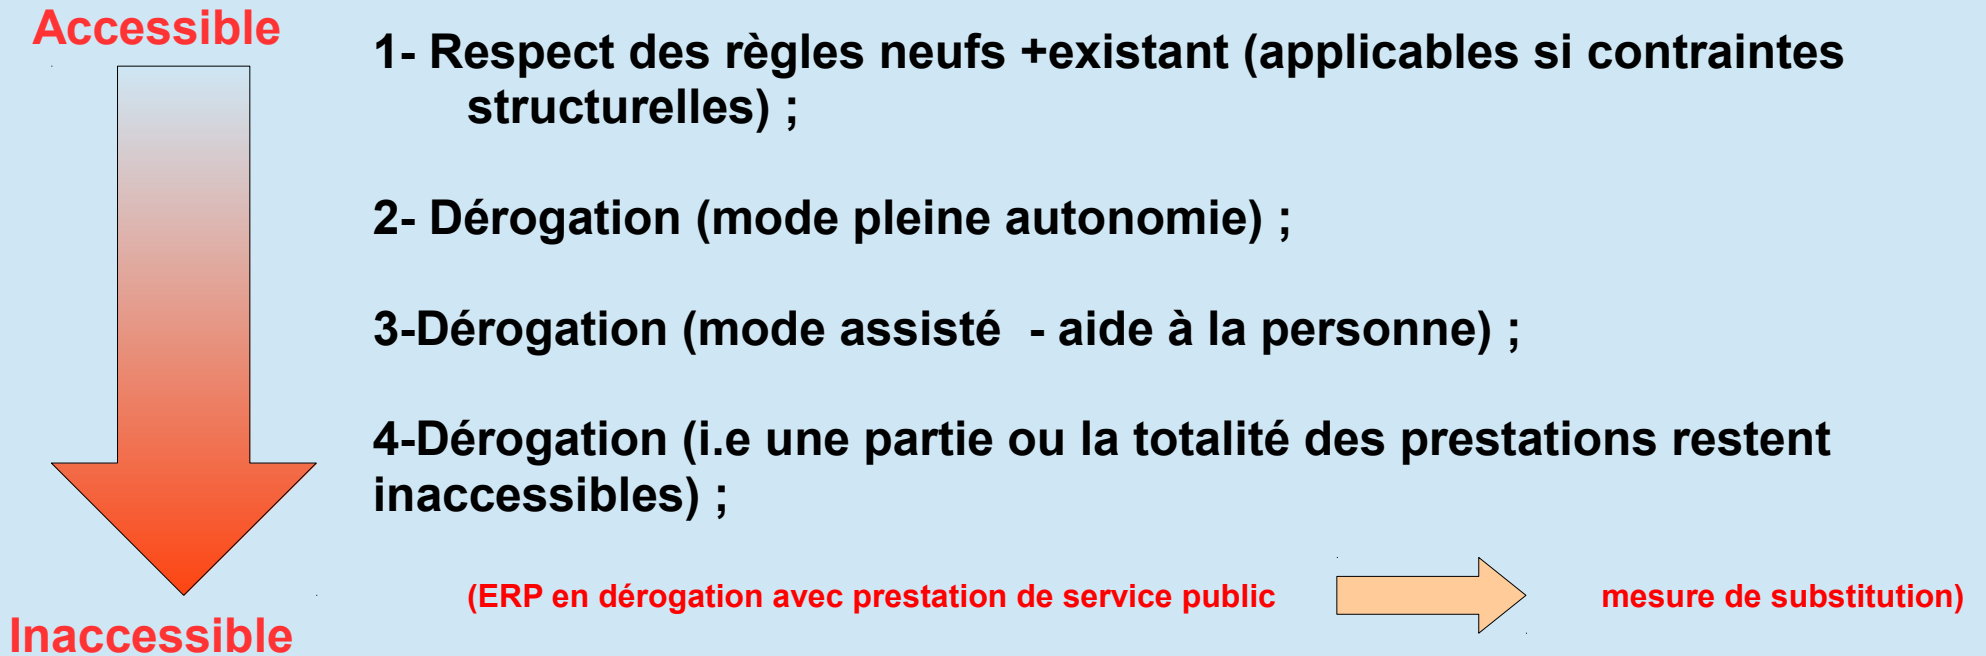 Accessible
1- Respect des règles neufs +existant (applicables si contraintes
structurelles) ;
2- Dérogation (mode pleine autonomie) ;
3-Dérogation (mode assisté - aide à la personne) ;
4-Dérogation (i.e une partie ou la totalité des prestations restent
inaccessibles) ;
(ERP en dérogation avec prestation de service public mesure de substitution)
Inaccessible